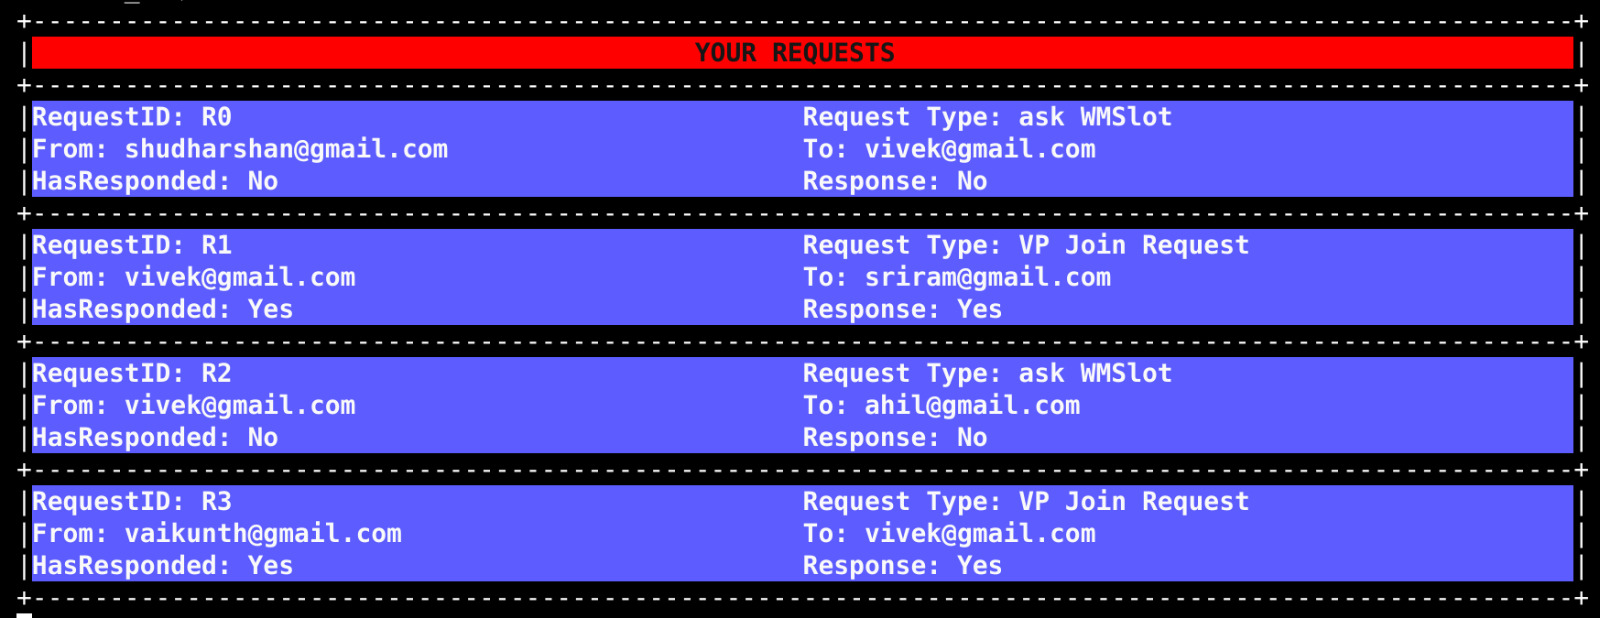 YOUR REQUESTS
RequestID: R0 Request Type: ask WMSlot
From: shudharshan@gmail.com To: vivek@gmail.com
HasResponded: No Response: No
RequestID: R1 Request Type: VP Join Request
From: vivek@gmail.com To: sriram@gmail.com
HasResponded: Yes Response: Yes
RequestID: R2 Request Type: ask WMSlot
From: vivek@gmail.com To: ahil@gmail.com
HasResponded: No Response: No
RequestID: R3 Request Type: VP Join Request
From: vaikunth@gmail.com To: vivek@gmail.com
HasResponded: Yes Response: Yes